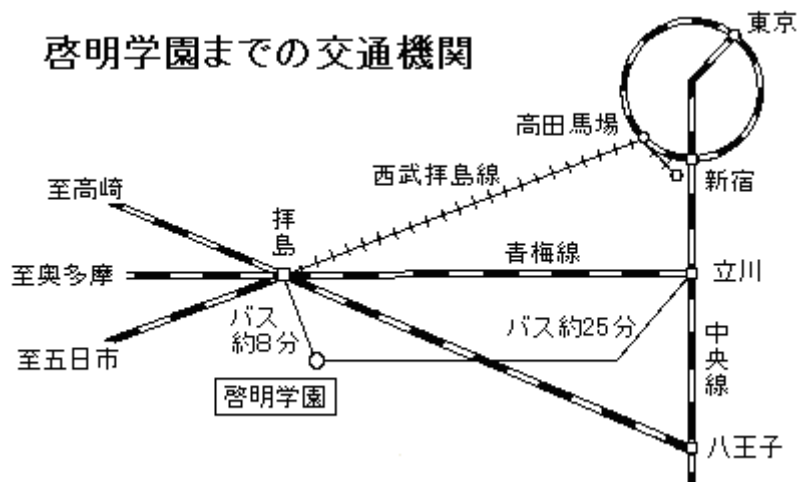 啓明学園までの交通機関
東京
高田馬場
新宿
西武拝島線
至高崎
拝島
青梅線
立川
至奥多摩
バス
約8分
バス約25分
中央線
至五日市
啓明学園
八王子